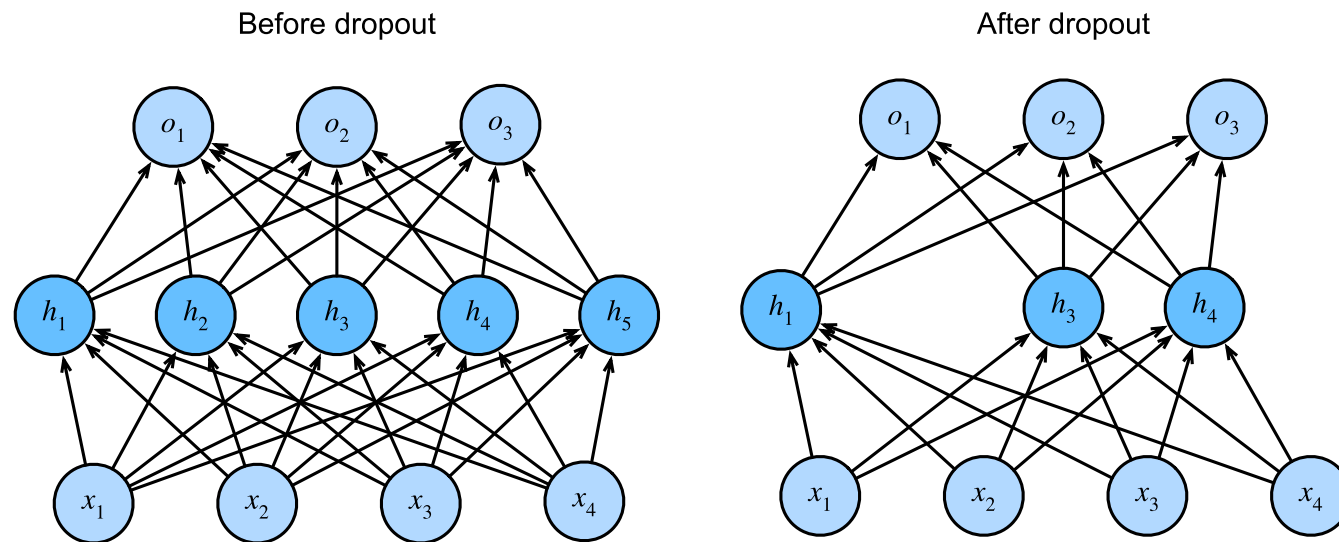 Before dropout
o1 o2 o3
h1 h2 h3 h4 h5
x1 x2 x3 x4
After dropout
o1 o2 o3
h1 h3 h4
x1 x2 x3 x4